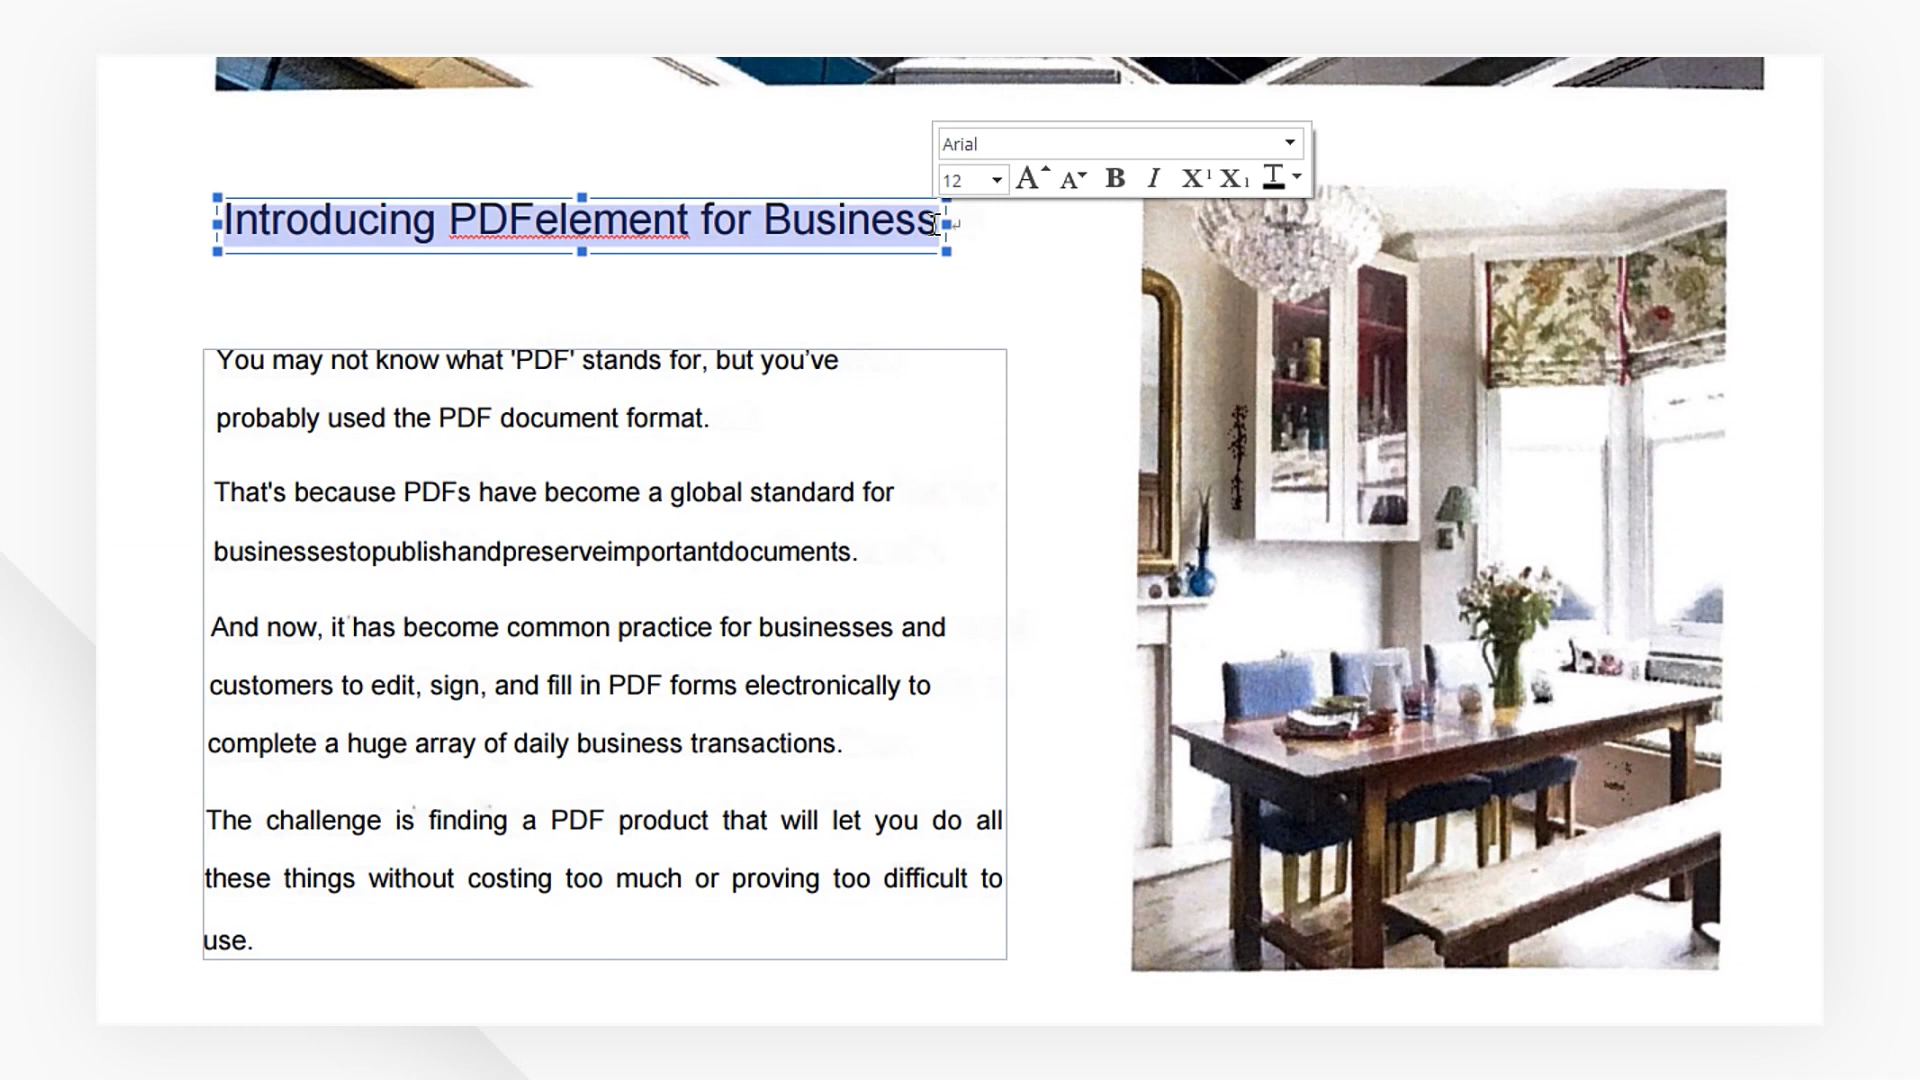 Arial
12 A A B I X¹ X₁ T
Introducing PDFelement for Business
You may not know what 'PDF' stands for, but you’ve
probably used the PDF document format.
That's because PDFs have become a global standard for
businessestopublishandpreserveimportantdocuments.
And now, it has become common practice for businesses and
customers to edit, sign, and fill in PDF forms electronically to
complete a huge array of daily business transactions.
The challenge is finding a PDF product that will let you do all
these things without costing too much or proving too difficult to
use.